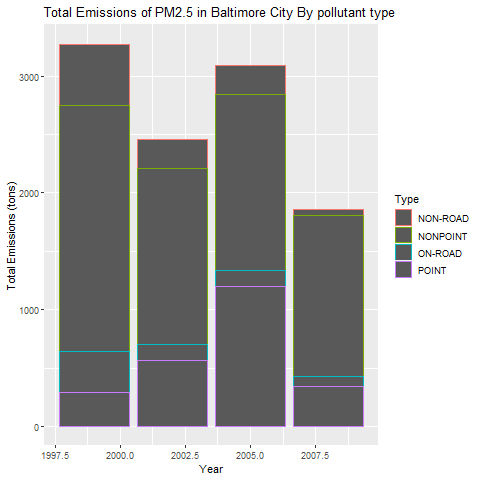 Total Emissions of PM2.5 in Baltimore City By pollutant type
Total Emissions (tons)
3000
2000
1000
0
1997.5 2000.0 2002.5 2005.0 2007.5
Year
Type
NON-ROAD
NONPOINT
ON-ROAD
POINT